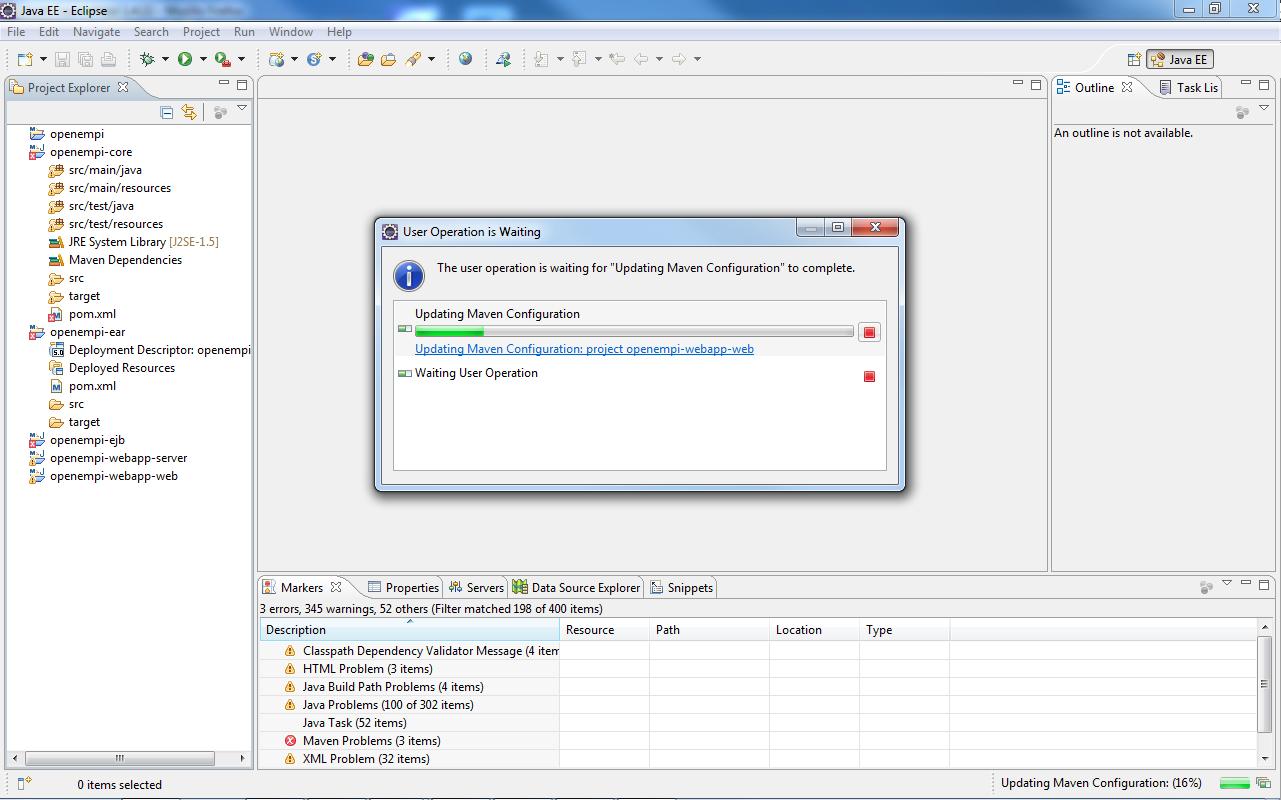 Java EE - Eclipse
File Edit Navigate Search Project Run Window Help
Java EE
Project Explorer
openempi
openempi-core
src/main/java
src/main/resources
src/test/java
src/test/resources
JRE System Library [J2SE-1.5]
Maven Dependencies
src
target
pom.xml
openempi-ear
Deployment Descriptor: openempi
Deployed Resources
pom.xml
src
target
openempi-ejb
openempi-webapp-server
openempi-webapp-web
Outline Task Lis
An outline is not available.
User Operation is Waiting
The user operation is waiting for "Updating Maven Configuration" to complete.
Updating Maven Configuration
Updating Maven Configuration: project openempi-webapp-web
Waiting User Operation
Markers Properties Servers Data Source Explorer Snippets
3 errors, 345 warnings, 52 others (Filter matched 198 of 400 items)
Description Resource Path Location Type
Classpath Dependency Validator Message (4 item
HTML Problem (3 items)
Java Build Path Problems (4 items)
Java Problems (100 of 302 items)
Java Task (52 items)
Maven Problems (3 items)
XML Problem (32 items)
0 items selected
Updating Maven Configuration: (16%)